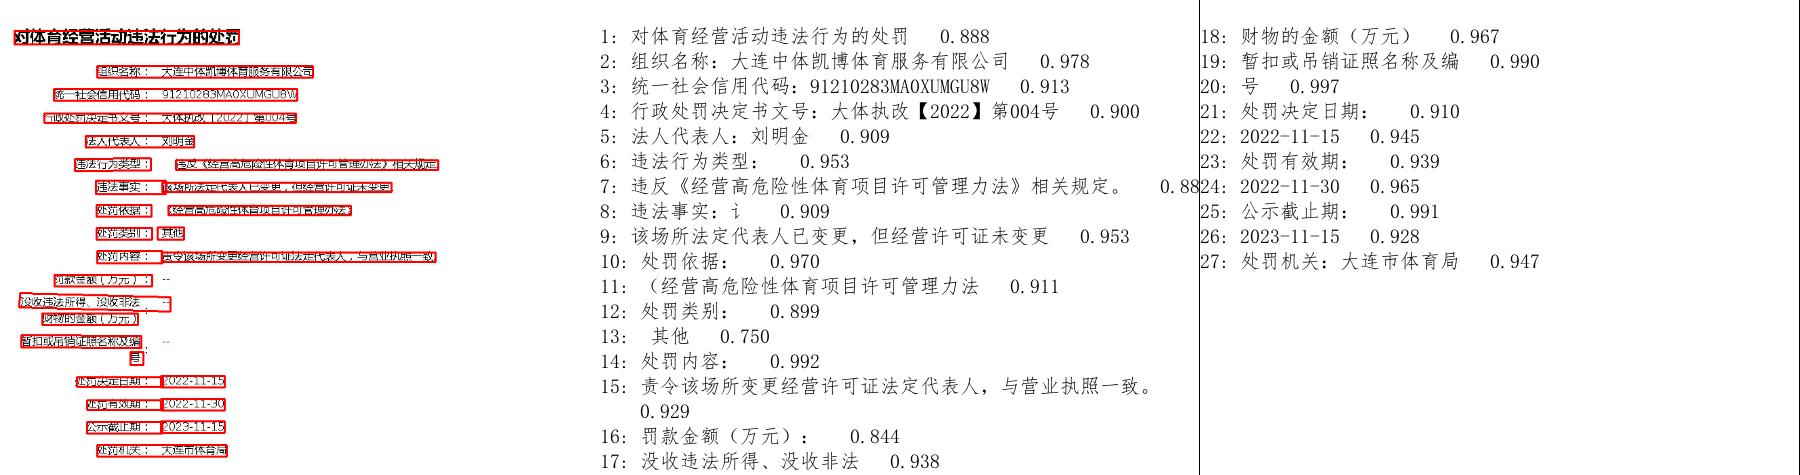 对体育经营活动违法行为的处罚
组织名称： 大连中体凯博体育服务有限公司
统一社会信用代码： 91210283MA0XUMGU8W
行政处罚决定书文号： 大体执改【2022】第004号
法人代表人： 刘明金
违法行为类型： 违反《经营高危险性体育项目许可管理办法》相关规定。
违法事实： 该场所法定代表人已变更，但经营许可证未变更
处罚依据： 《经营高危险性体育项目许可管理办法》
处罚类别： 其他
处罚内容： 责令该场所变更经营许可证法定代表人，与营业执照一致。
罚款金额（万元）： --
没收违法所得、没收非法 --
财物的金额（万元） :
暂扣或吊销证照名称及编 --
号 :
处罚决定日期： 2022-11-15
处罚有效期： 2022-11-30
公示截止期： 2023-11-15
处罚机关： 大连市体育局
1: 对体育经营活动违法行为的处罚 0.888
2: 组织名称：大连中体凯博体育服务有限公司 0.978
3: 统一社会信用代码：91210283MA0XUMGU8W 0.913
4: 行政处罚决定书文号：大体执改【2022】第004号 0.900
5: 法人代表人：刘明金 0.909
6: 违法行为类型： 0.953
7: 违反《经营高危险性体育项目许可管理力法》相关规定。 0.88
8: 违法事实：讠 0.909
9: 该场所法定代表人已变更，但经营许可证未变更 0.953
10: 处罚依据： 0.970
11: （经营高危险性体育项目许可管理力法 0.911
12: 处罚类别： 0.899
13: 其他 0.750
14: 处罚内容： 0.992
15: 责令该场所变更经营许可证法定代表人，与营业执照一致。
0.929
16: 罚款金额（万元）： 0.844
17: 没收违法所得、没收非法 0.938
18: 财物的金额（万元） 0.967
19: 暂扣或吊销证照名称及编 0.990
20: 号 0.997
21: 处罚决定日期： 0.910
22: 2022-11-15 0.945
23: 处罚有效期： 0.939
24: 2022-11-30 0.965
25: 公示截止期： 0.991
26: 2023-11-15 0.928
27: 处罚机关：大连市体育局 0.947